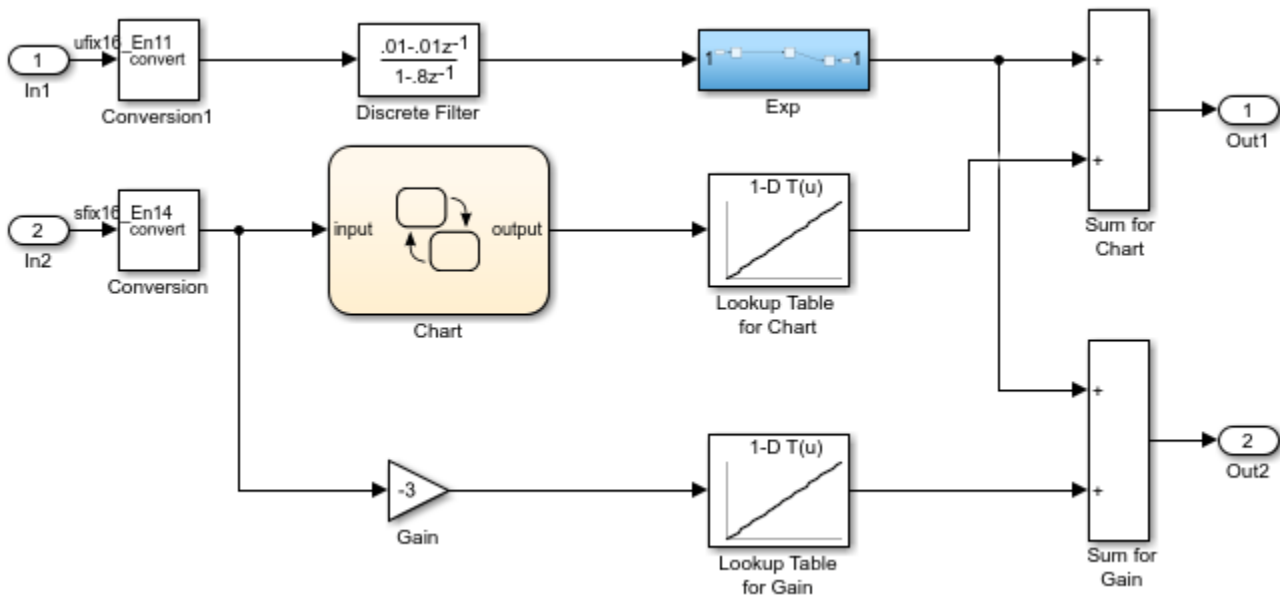 1
In1
ufix16_En11
convert
Conversion1
.01-.01z-1
1-.8z-1
Discrete Filter
1
1
Exp
+
+
Sum for
Chart
1
Out1
2
In2
sfix16_En14
convert
Conversion
input
output
Chart
1-D T(u)
Lookup Table
for Chart
-3
Gain
1-D T(u)
Lookup Table
for Gain
+
+
Sum for
Gain
2
Out2